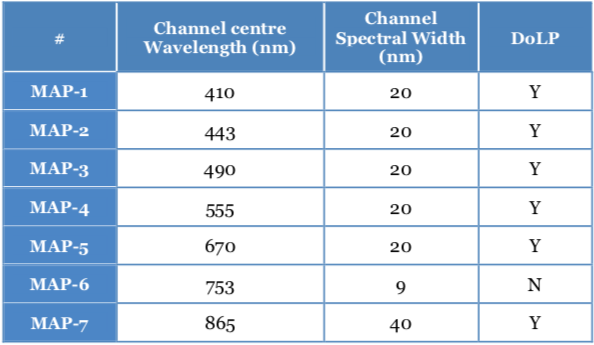 # Channel centre Wavelength (nm) Channel Spectral Width (nm) DoLP
MAP-1 410 20 Y
MAP-2 443 20 Y
MAP-3 490 20 Y
MAP-4 555 20 Y
MAP-5 670 20 Y
MAP-6 753 9 N
MAP-7 865 40 Y